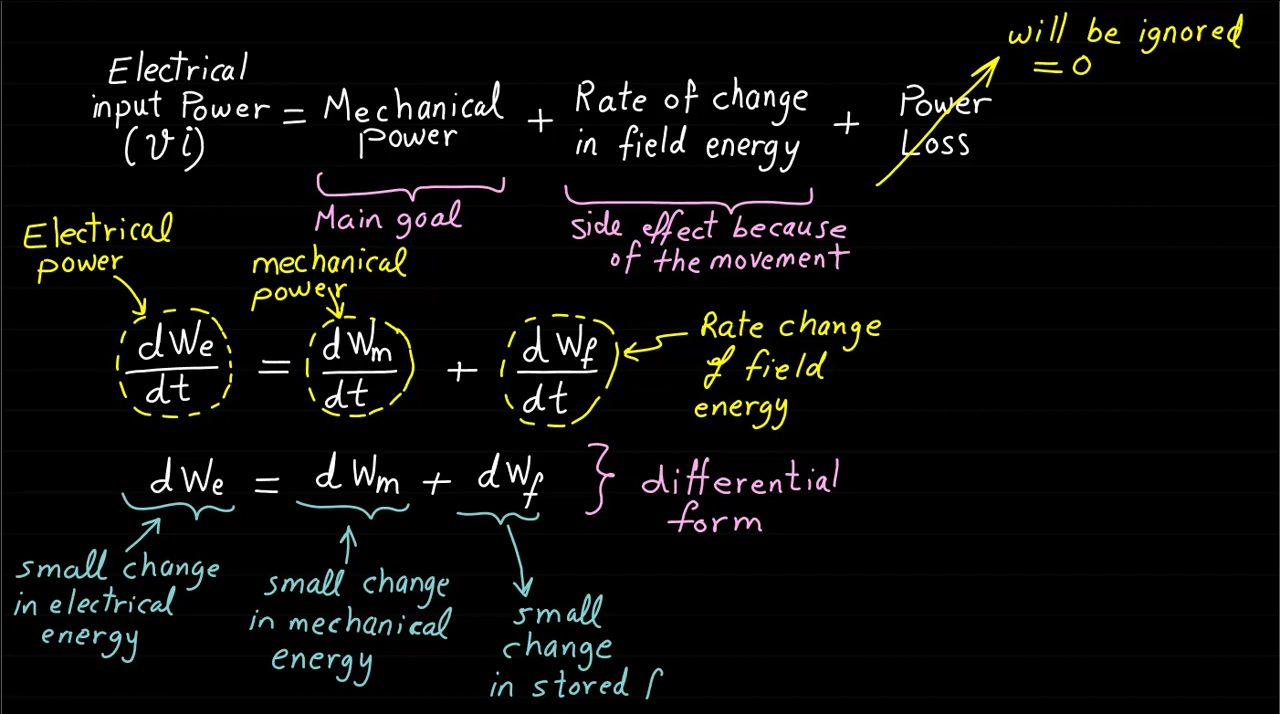 will be ignored
= 0
Electrical
input Power = Mechanical power + Rate of change in field energy + Power Loss
(vi)
Main goal
side effect because
of the movement
Electrical
power
mechanical
power
dWe/dt = dWm/dt + dWf/dt
Rate change
of field
energy
dWe = dWm + dWf } differential
form
small change
in electrical
energy
small change
in mechanical
energy
small
change
in stored f